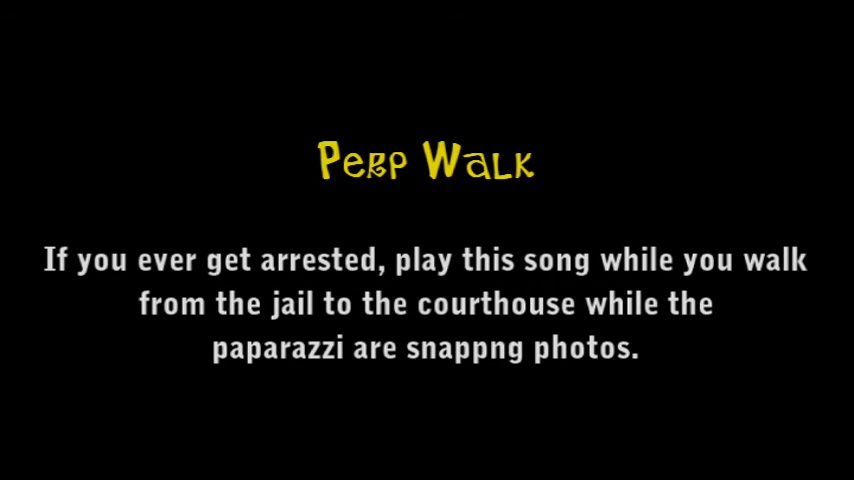 Perp Walk
If you ever get arrested, play this song while you walk
from the jail to the courthouse while the
paparazzi are snappng photos.